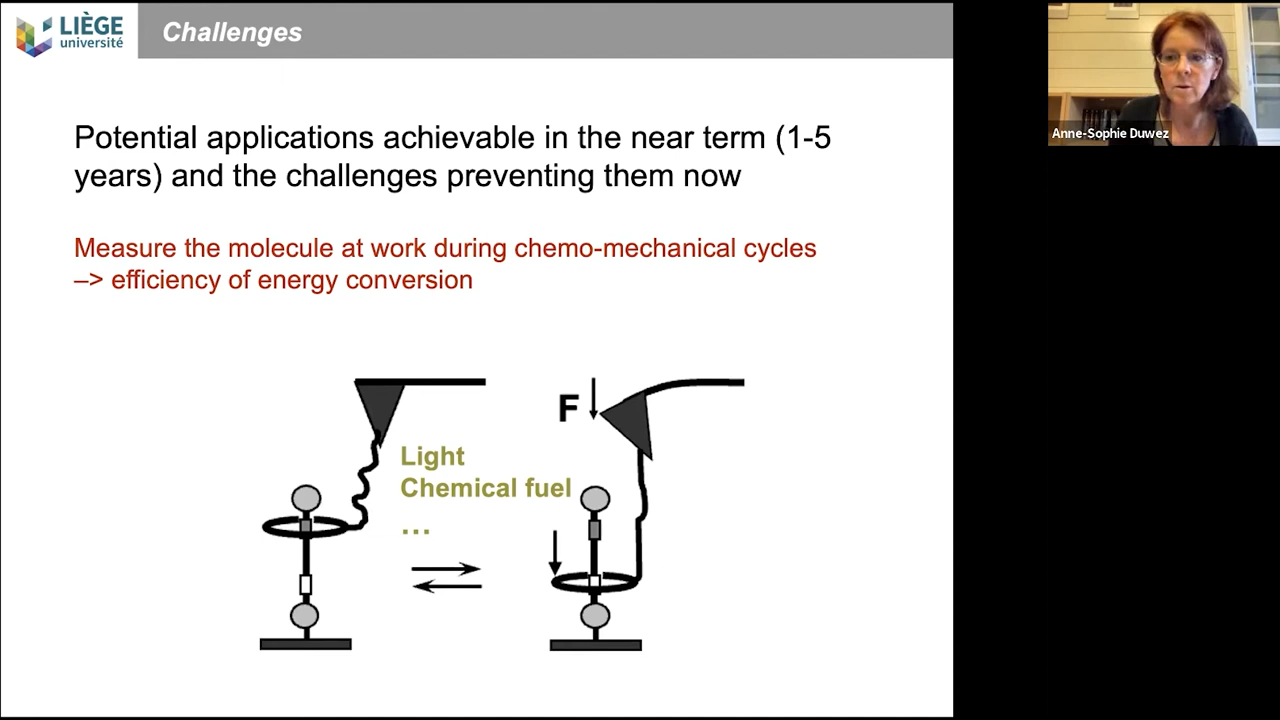 LIÈGE
université
Challenges
Anne-Sophie Duwez
Potential applications achievable in the near term (1-5
years) and the challenges preventing them now
Measure the molecule at work during chemo-mechanical cycles
–> efficiency of energy conversion
F
Light
Chemical fuel
…